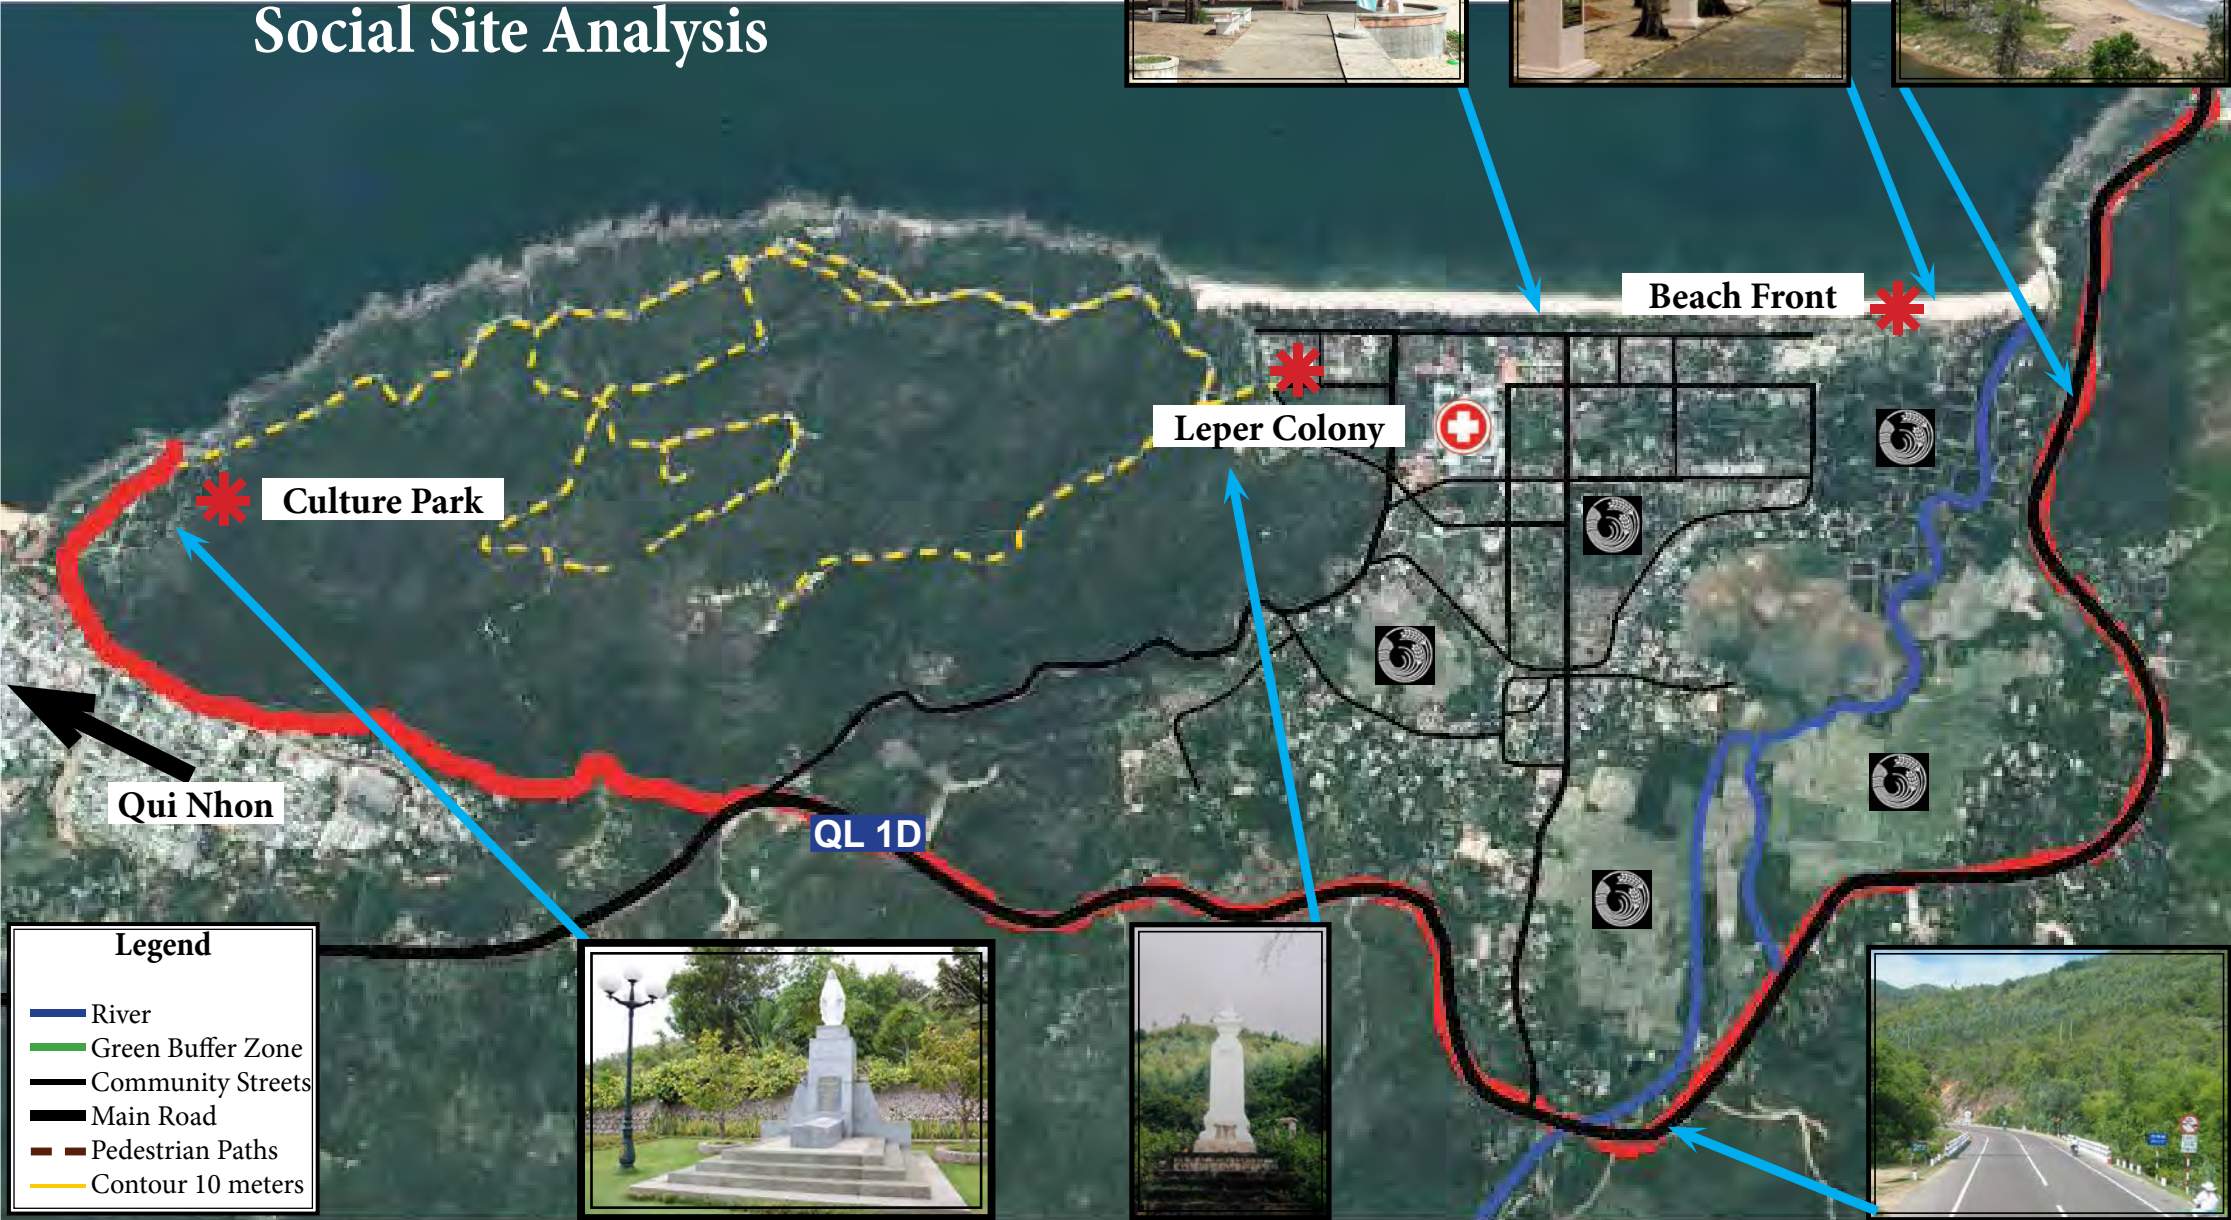 Social Site Analysis
Beach Front
Leper Colony
Culture Park
Qui Nhon
QL 1D
Legend
River
Green Buffer Zone
Community Streets
Main Road
Pedestrian Paths
Contour 10 meters